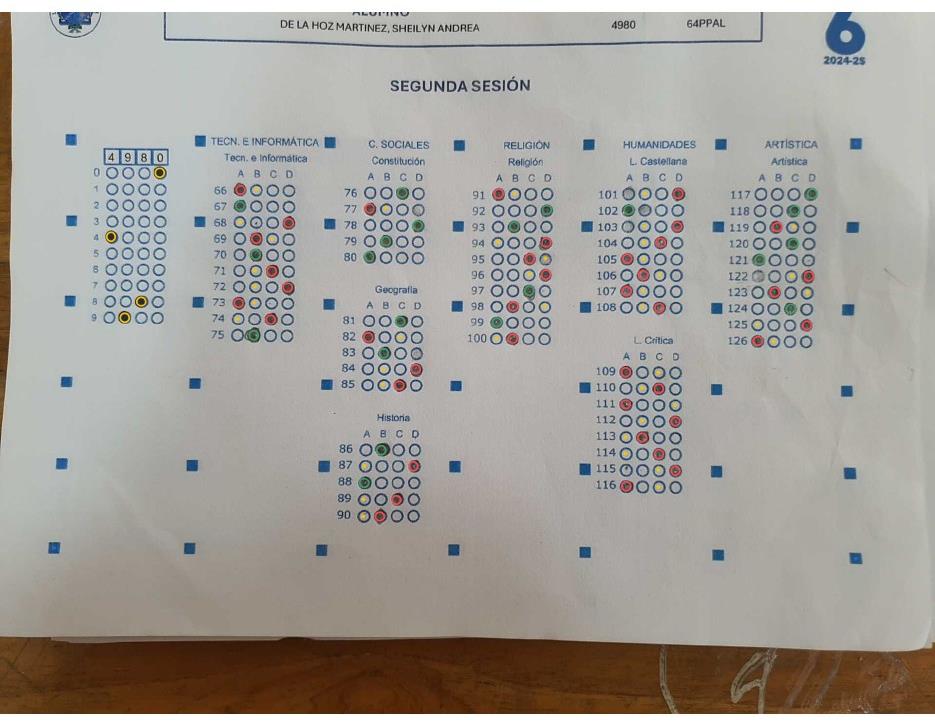 ALUMNO
DE LA HOZ MARTINEZ, SHEILYN ANDREA 4980 64PPAL
6
2024-25
SEGUNDA SESIÓN
TECN. E INFORMÁTICA C. SOCIALES RELIGIÓN HUMANIDADES ARTÍSTICA
4 9 8 0 Tecn. e Informática Constitución Religión L. Castellana Artística
A B C D A B C D A B C D A B C D A B C D
0 66 76 91 101 117
1 67 77 92 102 118
2 68 78 93 103 119
3 69 79 94 104 120
4 70 80 95 105 121
5 71 96 106 122
6 72 Geografía 97 107 123
7 73 A B C D 98 108 124
8 74 81 99 125
9 75 82 100 L. Crítica 126
83 A B C D
84 109
85 110
Historia 111
A B C D 112
86 113
87 114
88 115
89 116
90